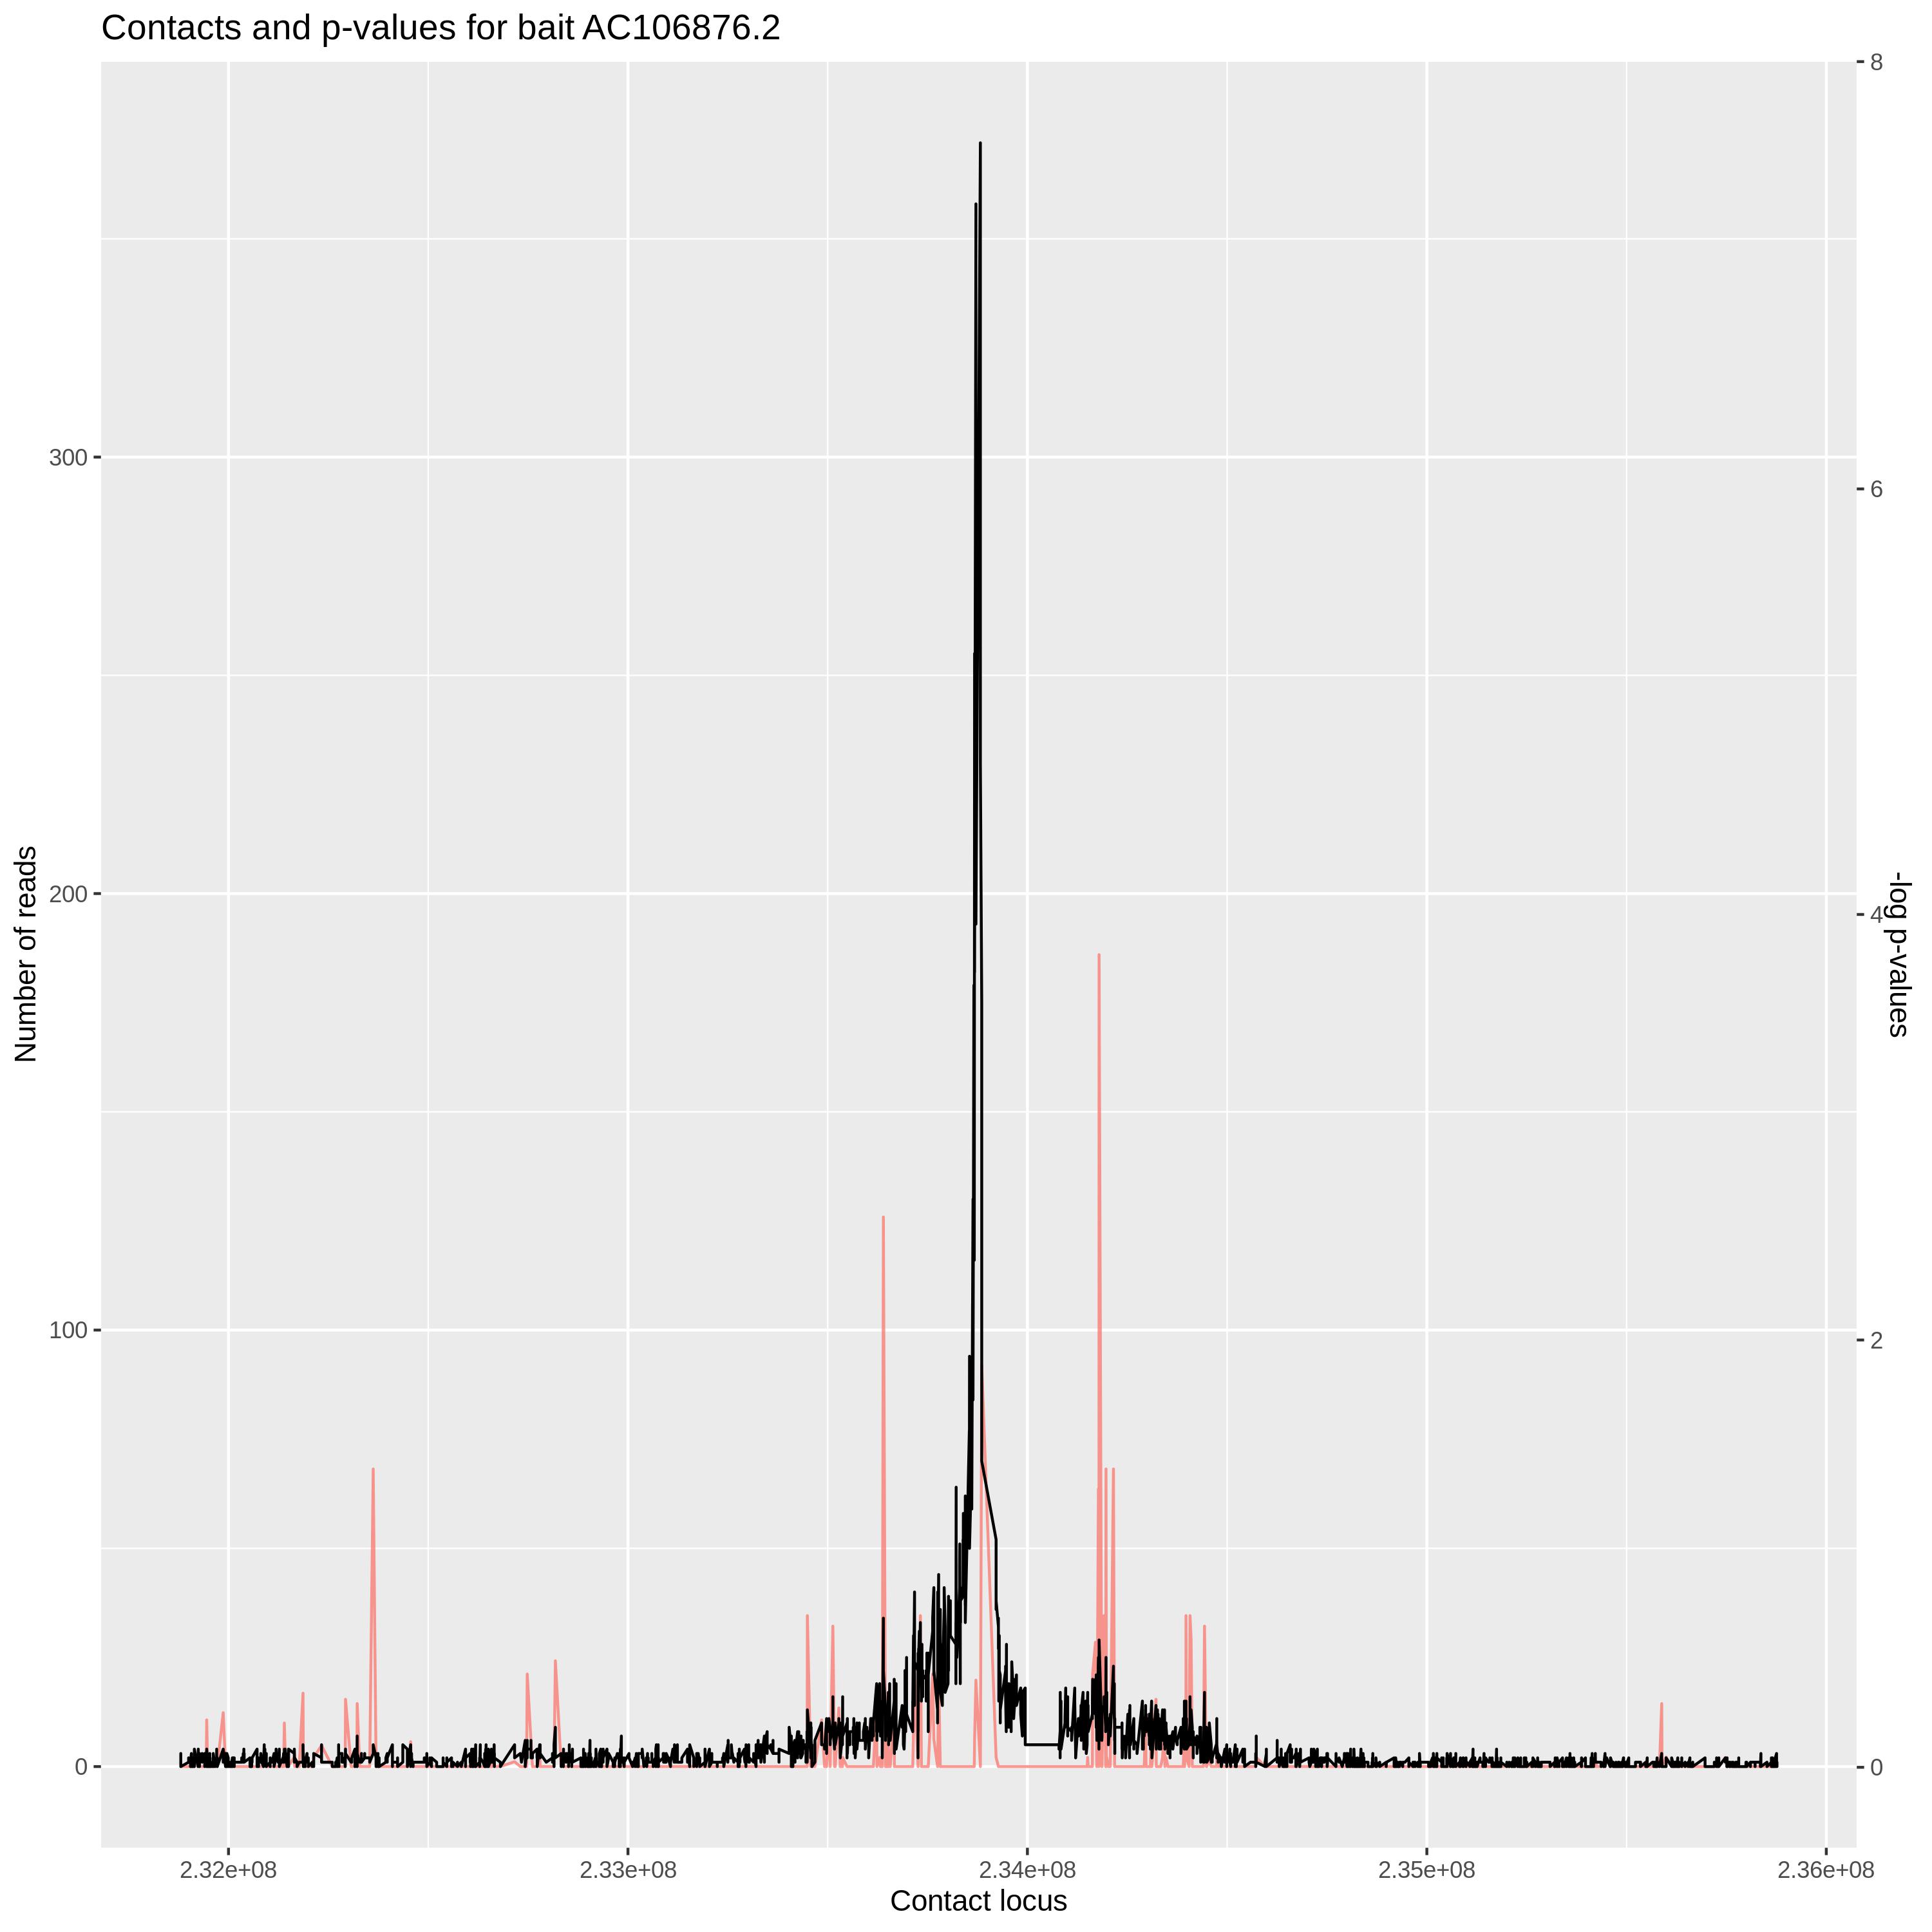 Contacts and p-values for bait AC106876.2
8
6
4
2
0
-log p-values
300
200
100
0
Number of reads
2.32e+08 2.33e+08 2.34e+08 2.35e+08 2.36e+08
Contact locus